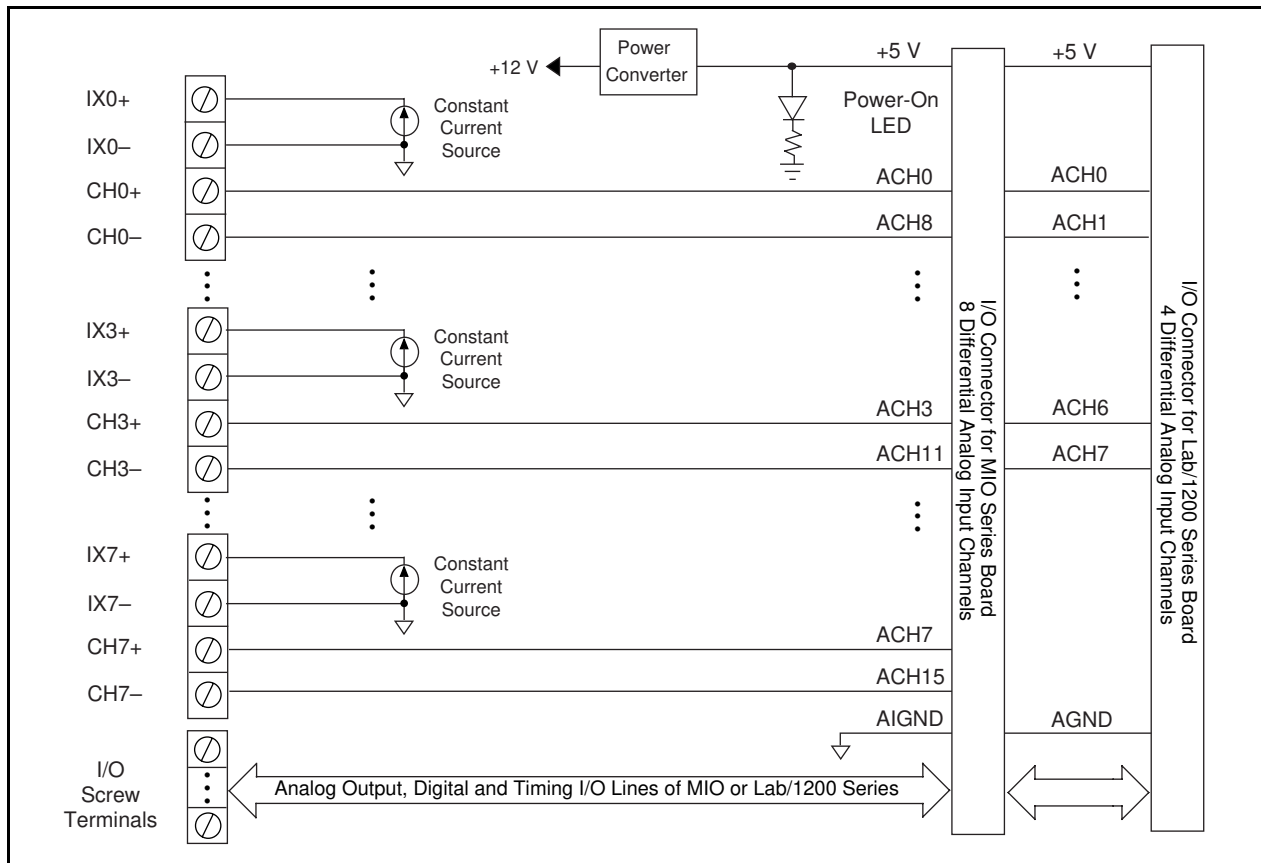 Power
Converter
+12 V
+5 V
+5 V
Power-On
LED
IX0+
IX0–
CH0+
CH0–
Constant
Current
Source
ACH0
ACH0
ACH8
ACH1
IX3+
IX3–
CH3+
CH3–
Constant
Current
Source
ACH3
ACH6
ACH11
ACH7
IX7+
IX7–
CH7+
CH7–
Constant
Current
Source
ACH7
ACH15
AIGND
AGND
I/O
Screw
Terminals
Analog Output, Digital and Timing I/O Lines of MIO or Lab/1200 Series
I/O Connector for MIO Series Board
8 Differential Analog Input Channels
I/O Connector for Lab/1200 Series Board
4 Differential Analog Input Channels